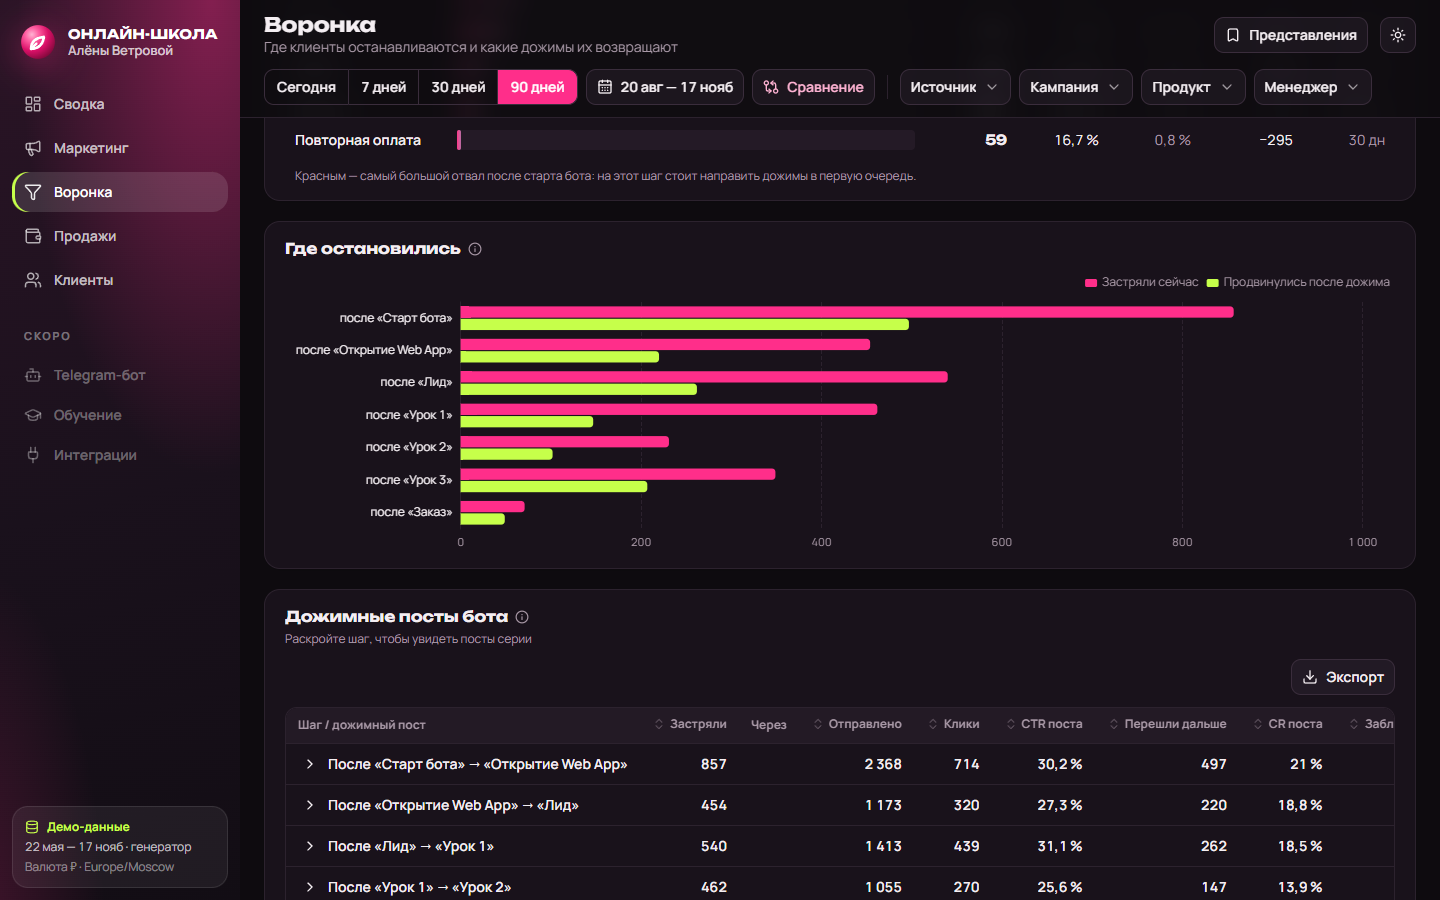 ОНЛАЙН-ШКОЛА
Алёны Ветровой
Сводка
Маркетинг
Воронка
Продажи
Клиенты
СКОРО
Telegram-бот
Обучение
Интеграции
Демо-данные
22 мая — 17 нояб · генератор
Валюта ₽ · Europe/Moscow
Воронка
Где клиенты останавливаются и какие дожимы их возвращают
Представления
Сегодня 7 дней 30 дней 90 дней 20 авг — 17 нояб Сравнение Источник Кампания Продукт Менеджер
Повторная оплата 59 16,7 % 0,8 % −295 30 дн
Красным — самый большой отвал после старта бота: на этот шаг стоит направить дожимы в первую очередь.
Где остановились
Застряли сейчас Продвинулись после дожима
после «Старт бота»
после «Открытие Web App»
после «Лид»
после «Урок 1»
после «Урок 2»
после «Урок 3»
после «Заказ»
0 200 400 600 800 1 000
Дожимные посты бота
Раскройте шаг, чтобы увидеть посты серии
Экспорт
Шаг / дожимный пост Застряли Через Отправлено Клики CTR поста Перешли дальше CR поста Забл
После «Старт бота» → «Открытие Web App» 857 2 368 714 30,2 % 497 21 %
После «Открытие Web App» → «Лид» 454 1 173 320 27,3 % 220 18,8 %
После «Лид» → «Урок 1» 540 1 413 439 31,1 % 262 18,5 %
После «Урок 1» → «Урок 2» 462 1 055 270 25,6 % 147 13,9 %